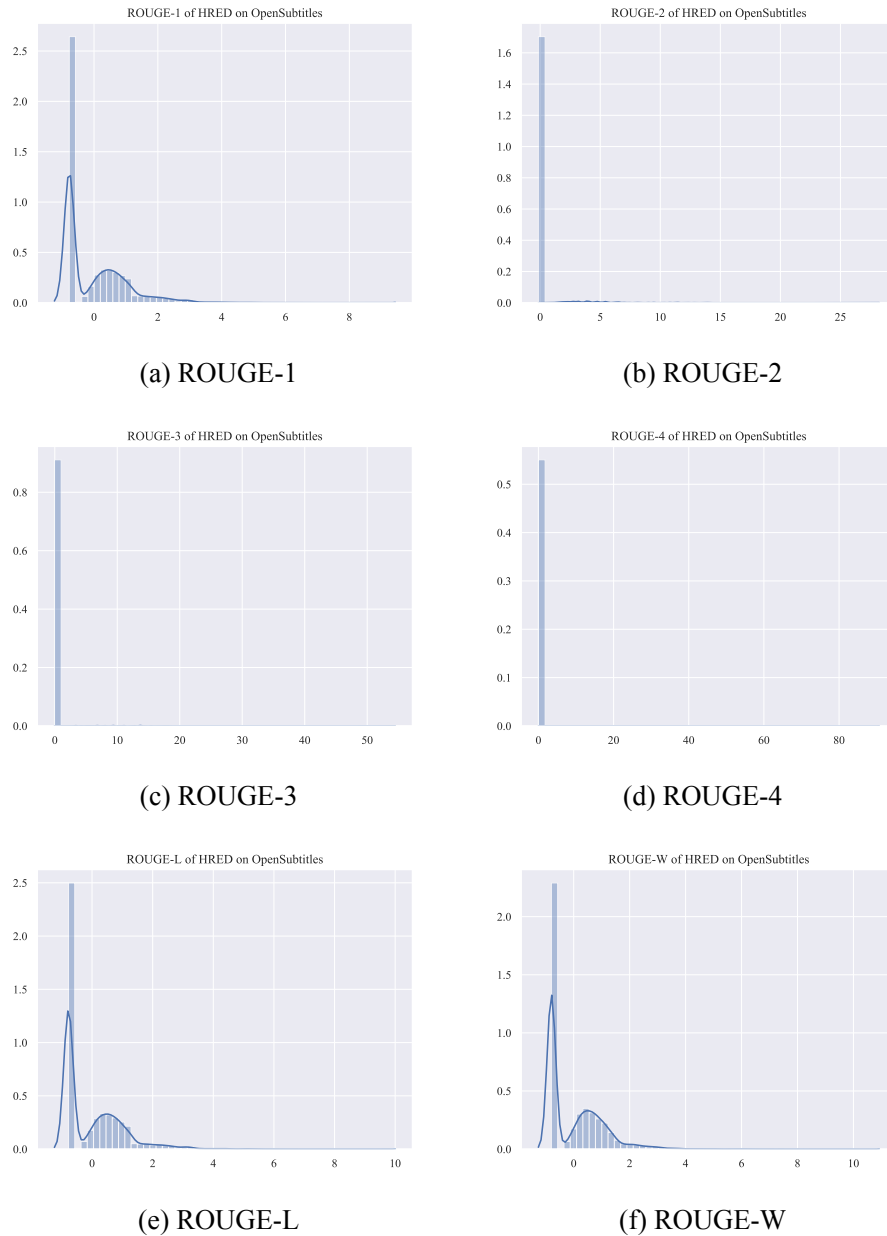 ROUGE-1 of HRED on OpenSubtitles
2.5
2.0
1.5
1.0
0.5
0.0
0 2 4 6 8
(a) ROUGE-1
ROUGE-2 of HRED on OpenSubtitles
1.6
1.4
1.2
1.0
0.8
0.6
0.4
0.2
0.0
0 5 10 15 20 25
(b) ROUGE-2
ROUGE-3 of HRED on OpenSubtitles
0.8
0.6
0.4
0.2
0.0
0 10 20 30 40 50
(c) ROUGE-3
ROUGE-4 of HRED on OpenSubtitles
0.5
0.4
0.3
0.2
0.1
0.0
0 20 40 60 80
(d) ROUGE-4
ROUGE-L of HRED on OpenSubtitles
2.5
2.0
1.5
1.0
0.5
0.0
0 2 4 6 8 10
(e) ROUGE-L
ROUGE-W of HRED on OpenSubtitles
2.0
1.5
1.0
0.5
0.0
0 2 4 6 8 10
(f) ROUGE-W